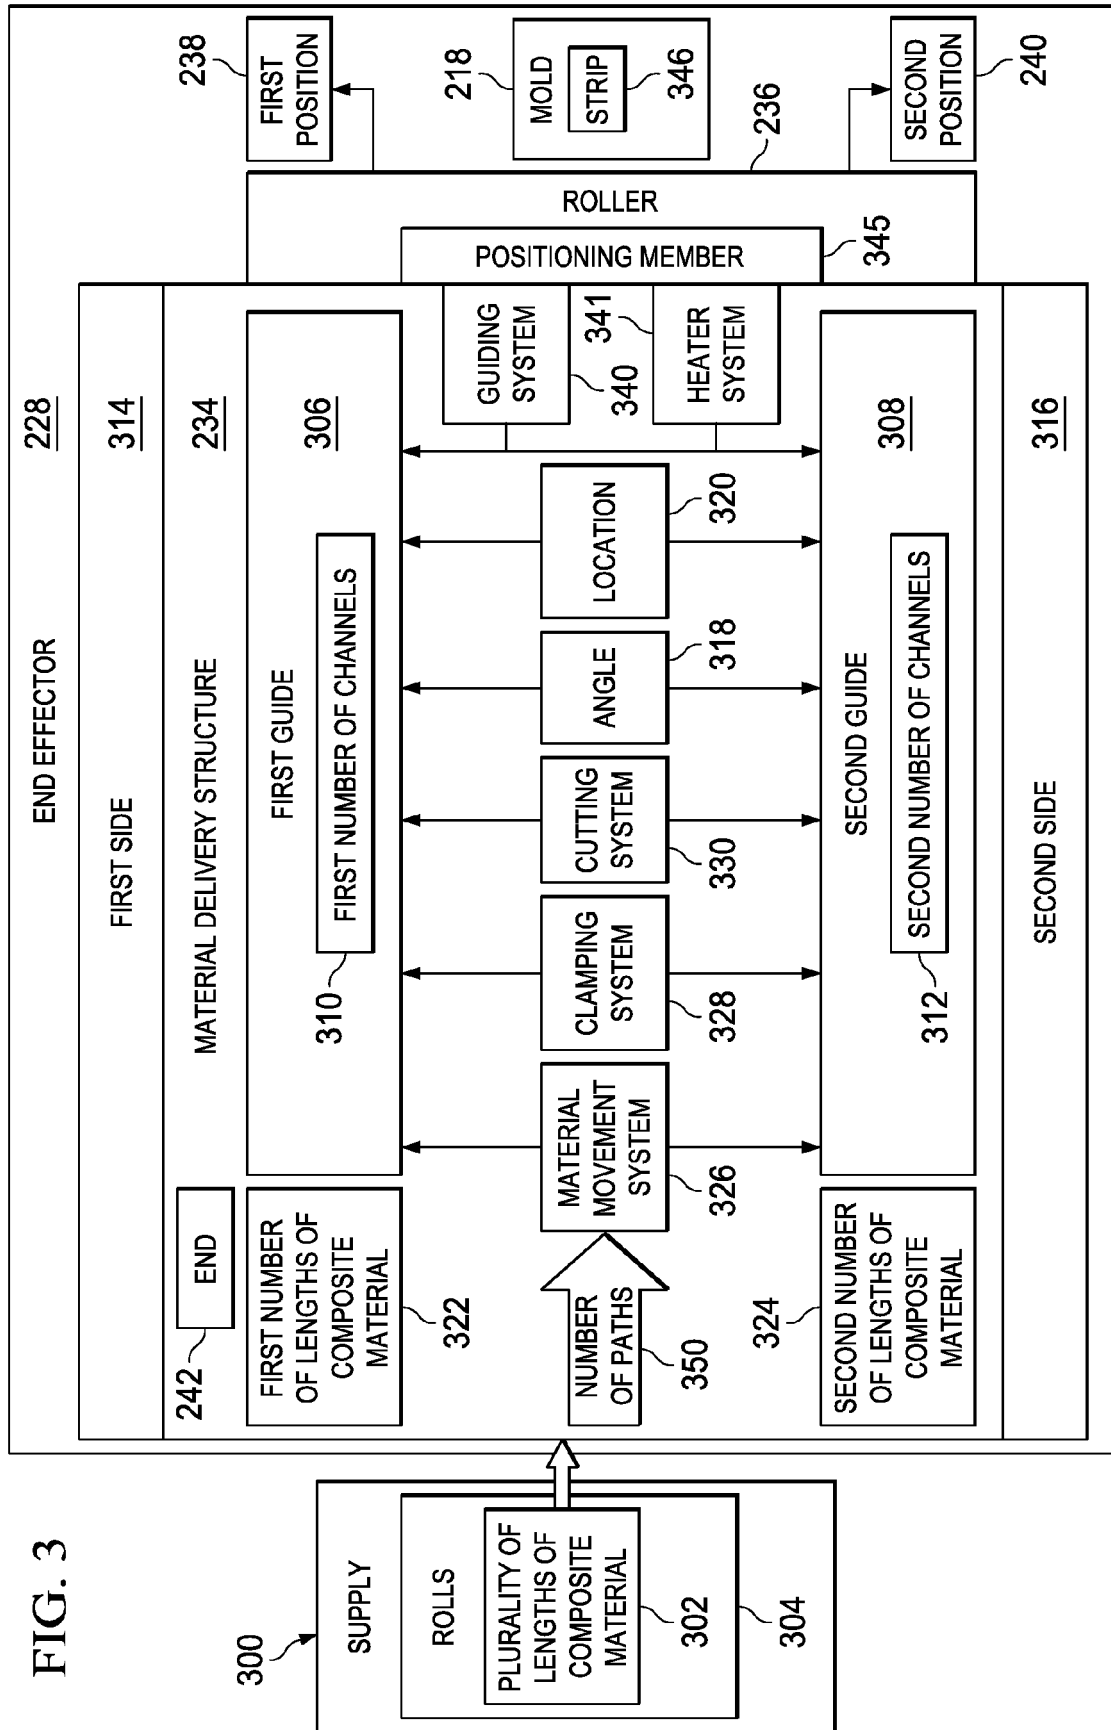 FIG. 3
300
SUPPLY
ROLLS
PLURALITY OF
LENGTHS OF
COMPOSITE
MATERIAL
302
304
END EFFECTOR
228
FIRST SIDE
314
MATERIAL DELIVERY STRUCTURE
234
242
END
FIRST NUMBER
OF LENGTHS OF
COMPOSITE
MATERIAL
322
FIRST GUIDE
306
310
FIRST NUMBER OF CHANNELS
NUMBER
OF PATHS
350
MATERIAL
MOVEMENT
SYSTEM
326
CLAMPING
SYSTEM
328
CUTTING
SYSTEM
330
ANGLE
318
LOCATION
320
GUIDING
SYSTEM
340
341
HEATER
SYSTEM
POSITIONING MEMBER
345
ROLLER
236
FIRST
POSITION
238
MOLD
218
STRIP
346
SECOND
POSITION
240
324
SECOND NUMBER
OF LENGTHS OF
COMPOSITE
MATERIAL
SECOND GUIDE
308
312
SECOND NUMBER OF CHANNELS
SECOND SIDE
316